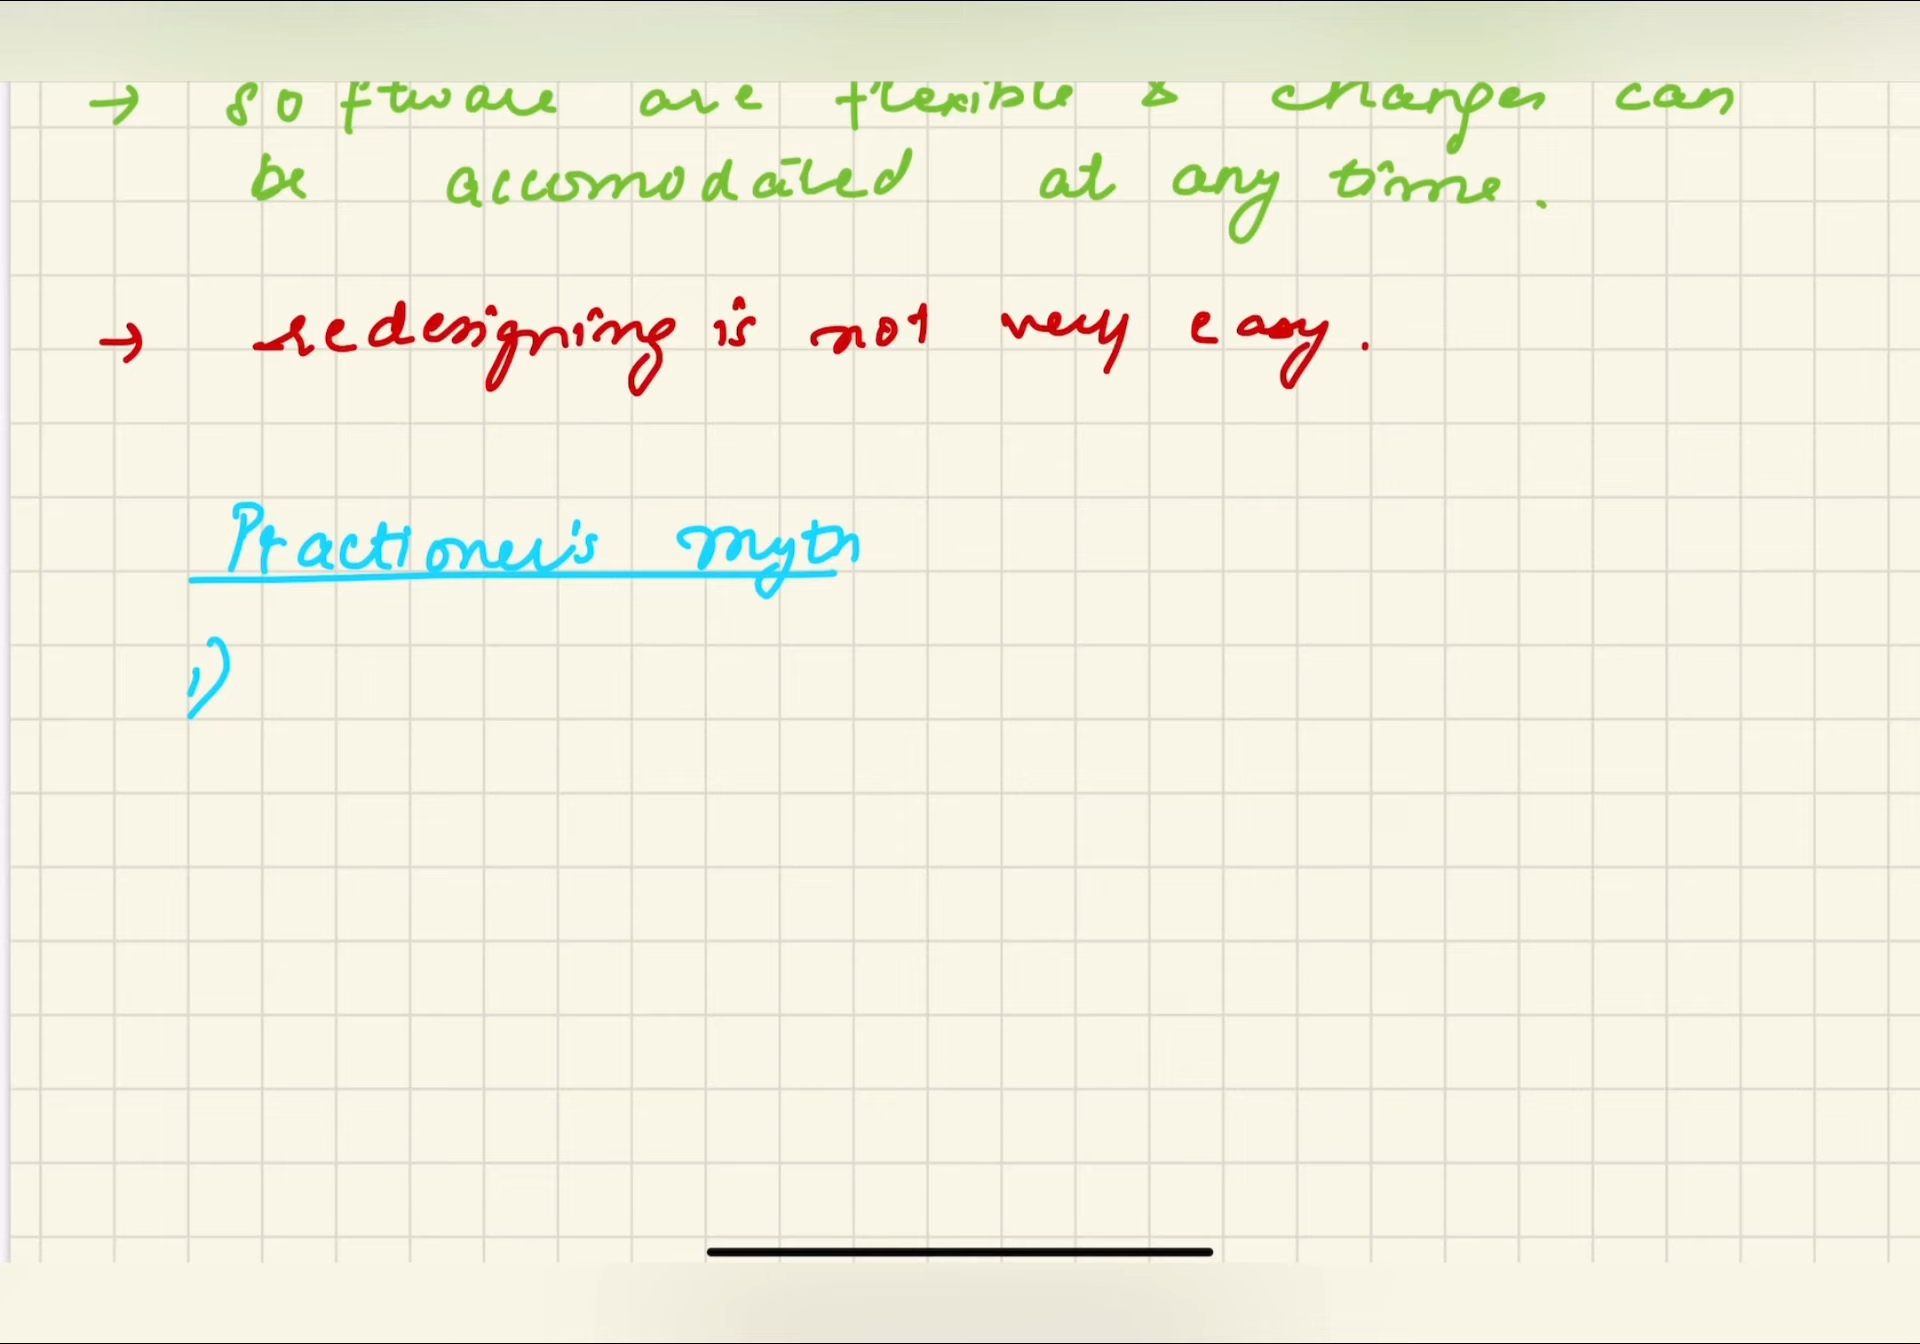 → software are flexible & changes can
be accomodated at any time.
→ redesigning is not very easy.
Practioner's myth
1)